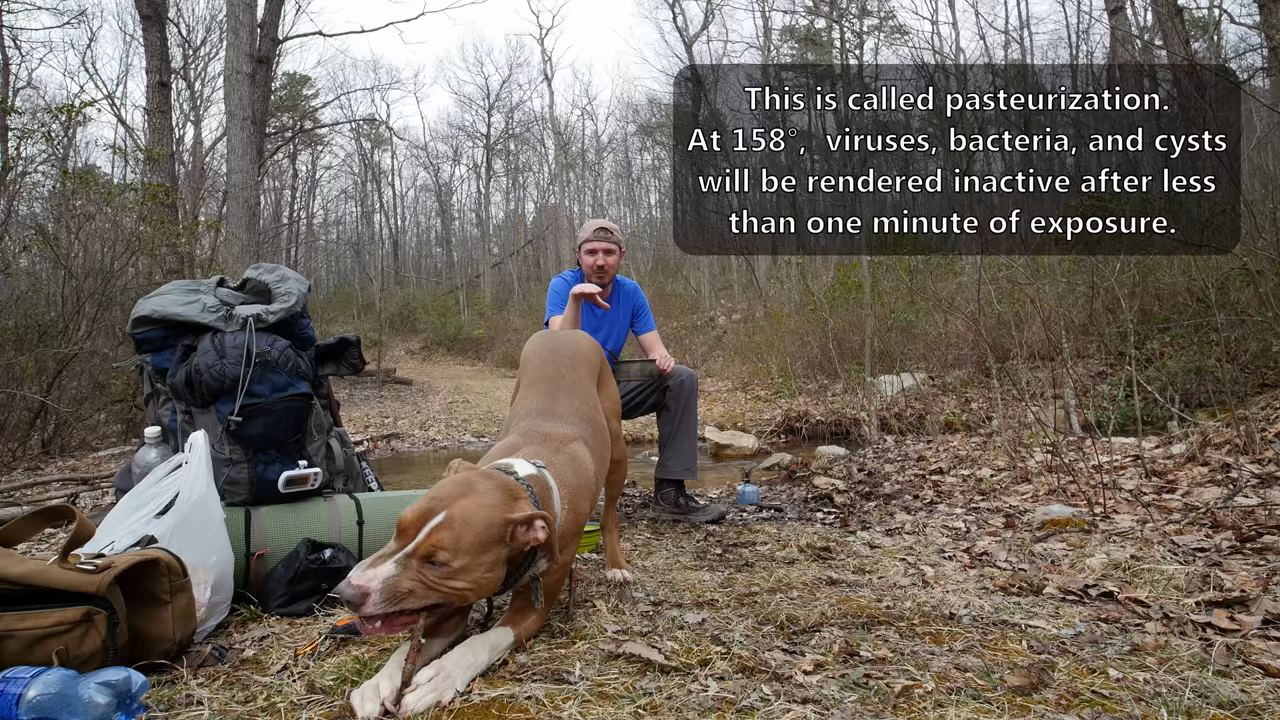 This is called pasteurization.
At 158°, viruses, bacteria, and cysts
will be rendered inactive after less
than one minute of exposure.